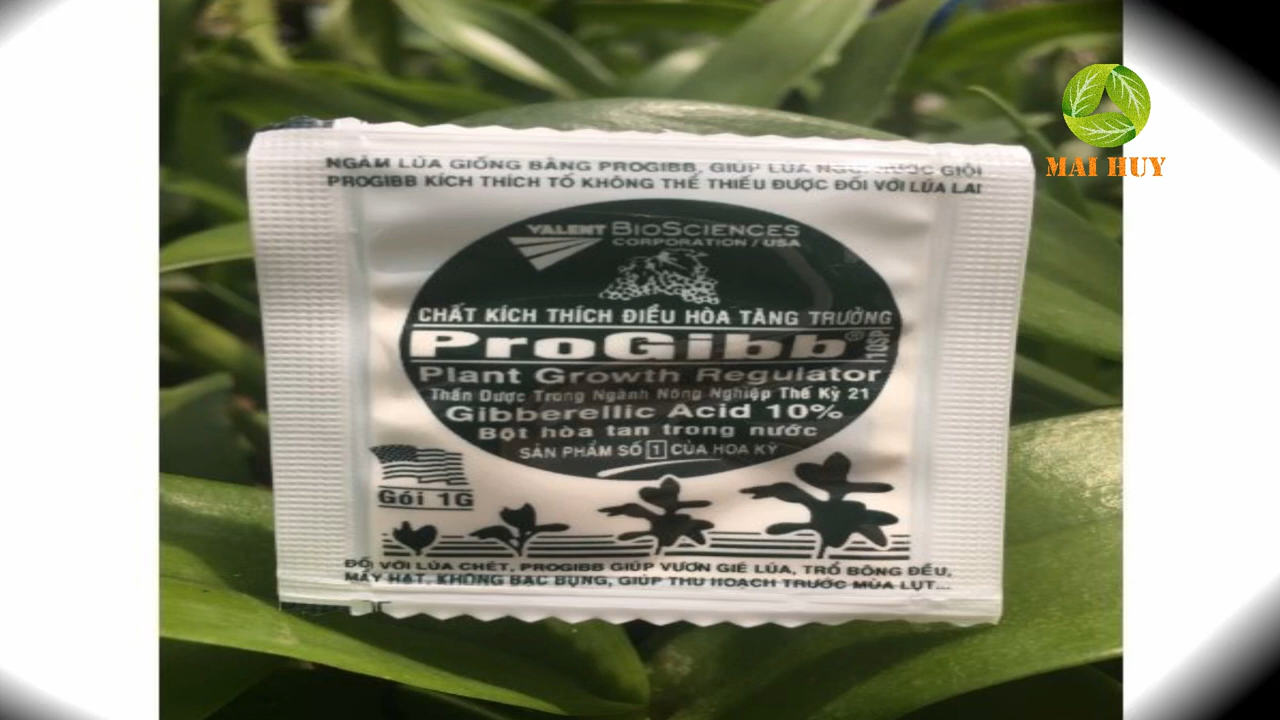 NGÂM LÚA GIỐNG BẰNG PROGIBB, GIÚP LÚA
PROGIBB KÍCH THÍCH TỐ KHÔNG THỂ THIẾU ĐƯỢC ĐỐI VỚI LÚA LAI
VALENT BIOSCIENCES
CORPORATION / USA
CHẤT KÍCH THÍCH ĐIỀU HÒA TĂNG TRƯỞNG
ProGibb® 10SP
Plant Growth Regulator
Thần Dược Trong Ngành Nông Nghiệp Thế Kỷ 21
Gibberellic Acid 10%
Bột hòa tan trong nước
SẢN PHẨM SỐ 1 CỦA HOA KỲ
Gói 1G
ĐỐI VỚI LÚA CHÉT, PROGIBB GIÚP VƯƠN GIÉ LÚA, TRỔ BÔNG ĐỀU,
MẨY HẠT, KHÔNG BẠC BỤNG, GIÚP THU HOẠCH TRƯỚC MÙA LỤT...
MAI HUY